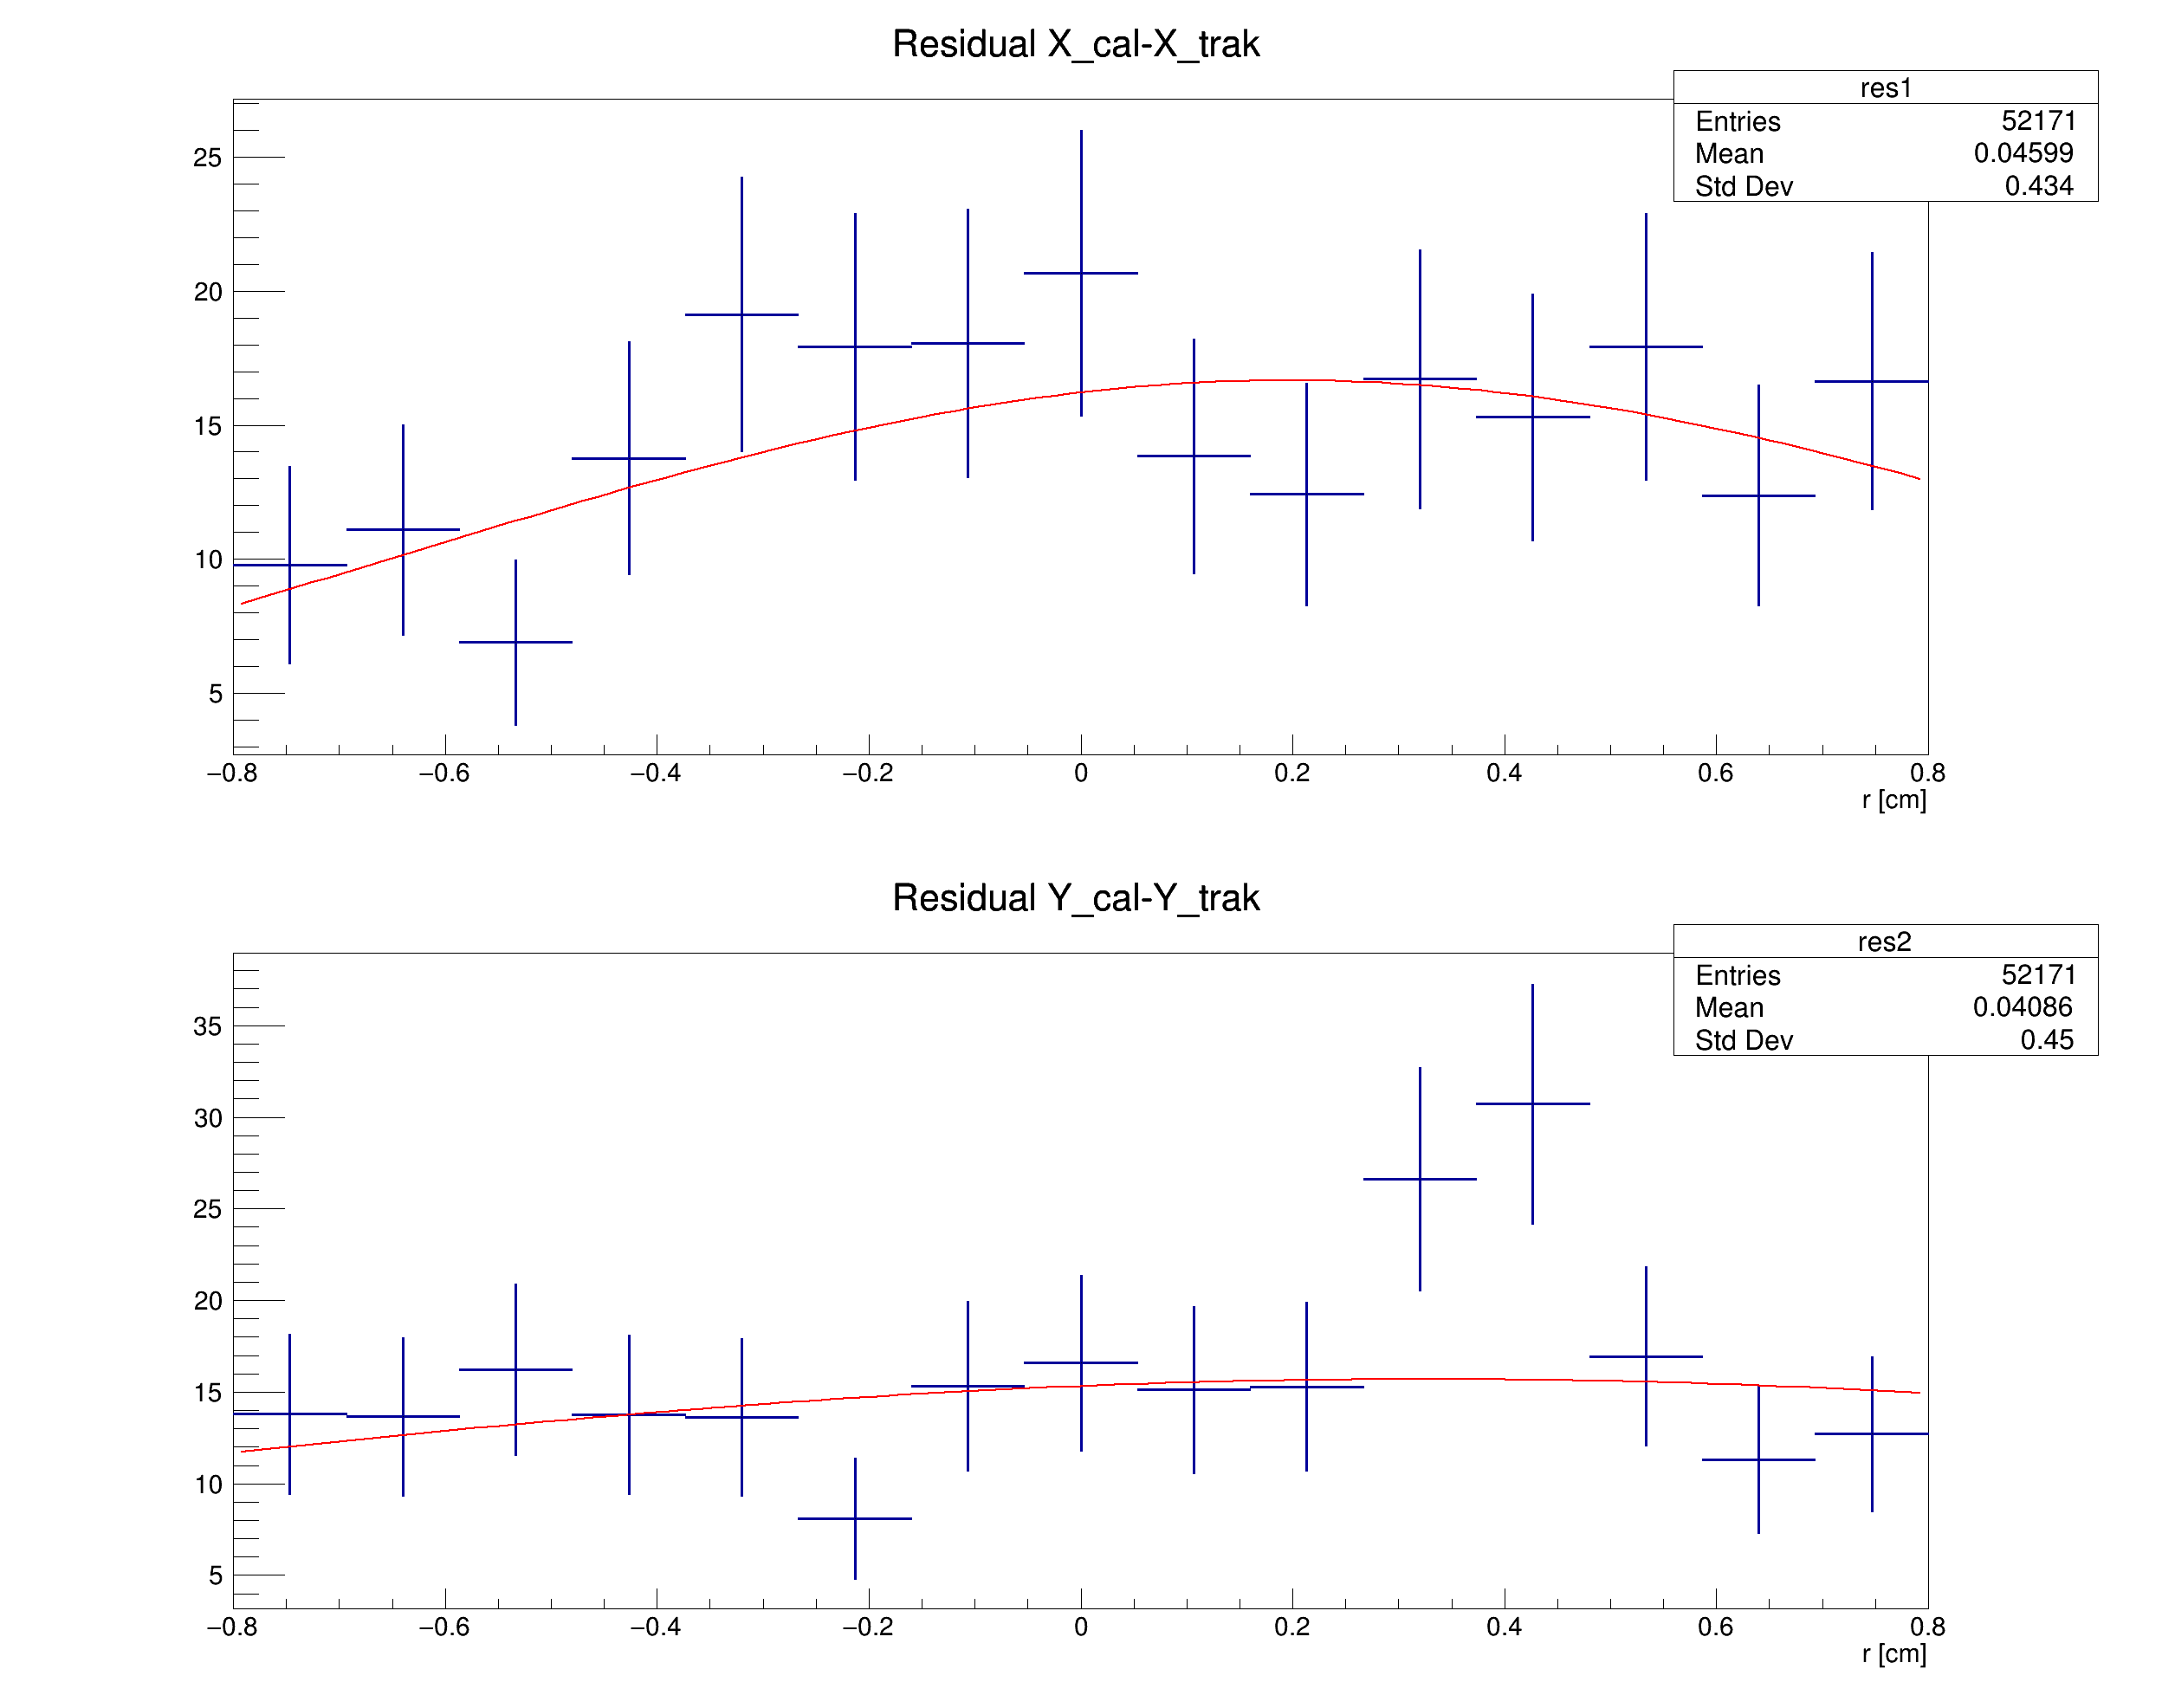 Residual X_cal-X_trak
res1
Entries 52171
Mean 0.04599
Std Dev 0.434
25
20
15
10
5
−0.8 −0.6 −0.4 −0.2 0 0.2 0.4 0.6 0.8
r [cm]
Residual Y_cal-Y_trak
res2
Entries 52171
Mean 0.04086
Std Dev 0.45
35
30
25
20
15
10
5
−0.8 −0.6 −0.4 −0.2 0 0.2 0.4 0.6 0.8
r [cm]